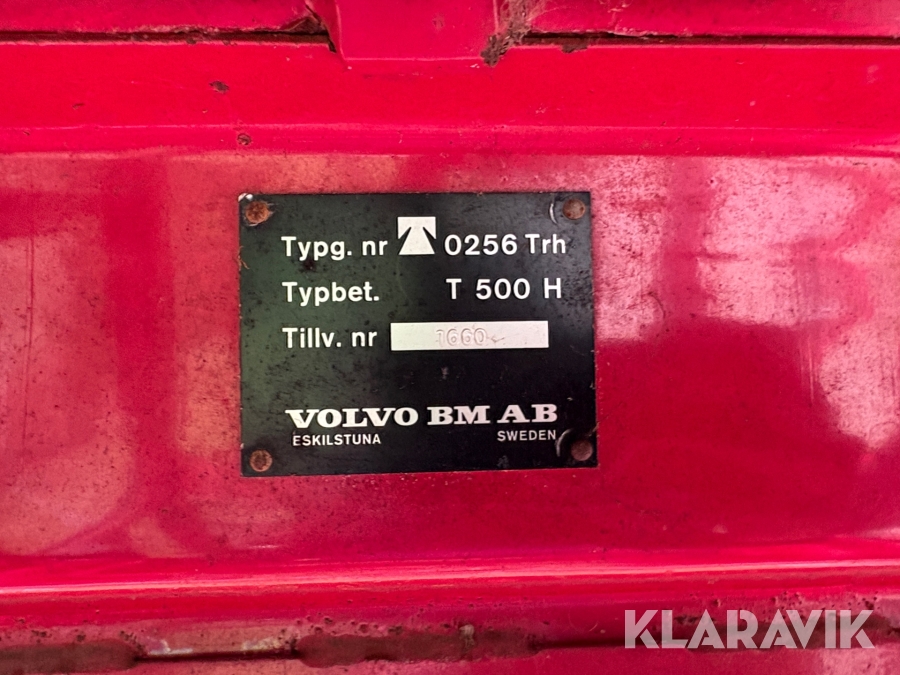 Typg. nr 0256 Trh
Typbet. T 500 H
Tillv. nr 1660
VOLVO BM AB
ESKILSTUNA SWEDEN
KLARAVIK